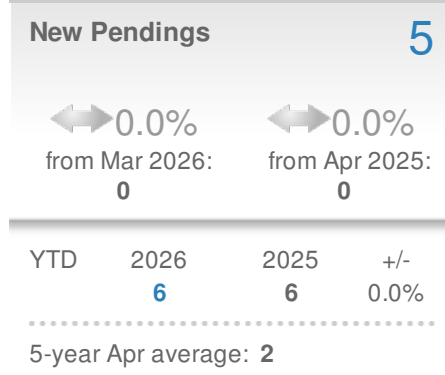 New Pendings 5
0.0% 0.0%
from Mar 2026: from Apr 2025:
0 0
YTD 2026 2025 +/-
6 6 0.0%
5-year Apr average: 2